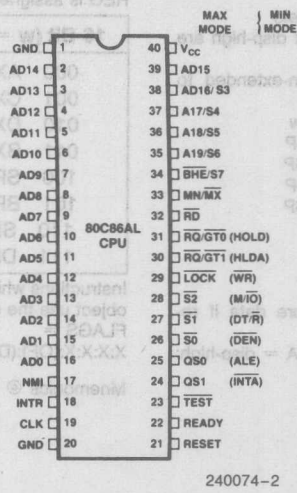 MAX MODE { MIN MODE
GND 1 40 VCC
AD14 2 39 AD15
AD13 3 38 AD16/S3
AD12 4 37 A17/S4
AD11 5 36 A18/S5
AD10 6 35 A19/S6
AD9 7 34 BHE/S7
AD8 8 33 MN/MX
AD7 9 32 RD
80C86AL
CPU
AD6 10 31 RQ/GT0 (HOLD)
AD5 11 30 RQ/GT1 (HLDA)
AD4 12 29 LOCK (WR)
AD3 13 28 S2 (M/IO)
AD2 14 27 S1 (DT/R)
AD1 15 26 S0 (DEN)
AD0 16 25 QS0 (ALE)
NMI 17 24 QS1 (INTA)
INTR 18 23 TEST
CLK 19 22 READY
GND 20 21 RESET
240074-2